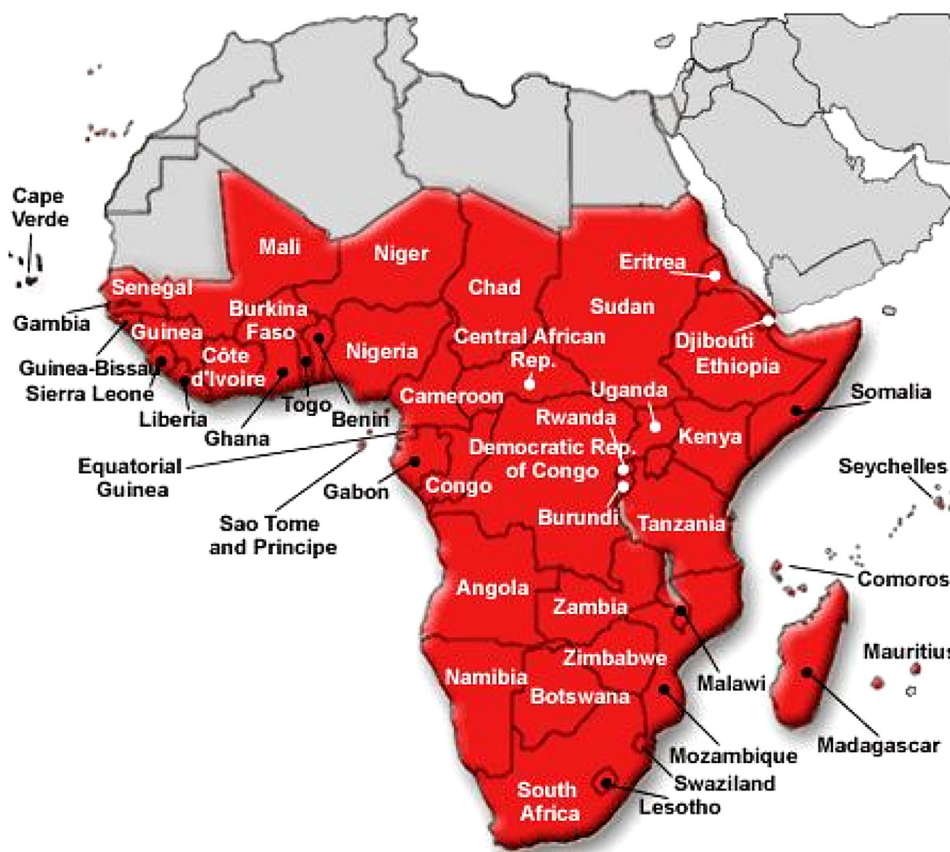 Cape
Verde
Mali
Niger
Chad
Eritrea
Sudan
Senegal
Gambia
Burkina
Faso
Guinea
Djibouti
Ethiopia
Central African
Rep.
Nigeria
Côte
d'Ivoire
Guinea-Bissau
Sierra Leone
Cameroon
Uganda
Somalia
Liberia
Togo
Benin
Ghana
Rwanda
Kenya
Democratic Rep.
of Congo
Equatorial
Guinea
Gabon
Congo
Seychelles
Burundi
Tanzania
Sao Tome
and Principe
Comoros
Angola
Zambia
Mauritius
Zimbabwe
Namibia
Malawi
Botswana
Madagascar
Mozambique
Swaziland
South
Africa
Lesotho